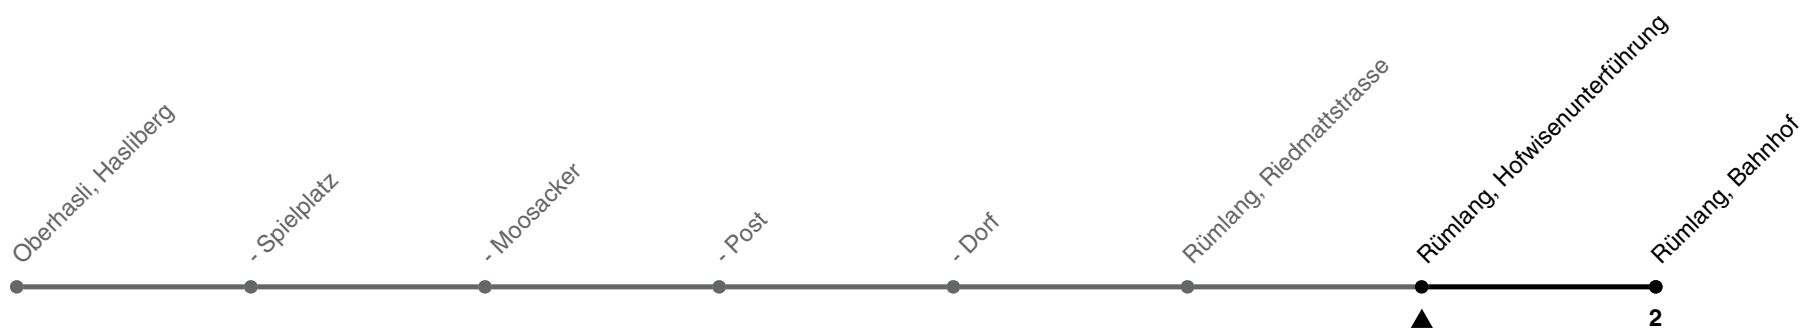 Oberhasli, Hasliberg
- Spielplatz
- Moosacker
- Post
- Dorf
Rümlang, Riedmattstrasse
Rümlang, Hofwisenunterführung
Rümlang, Bahnhof
2